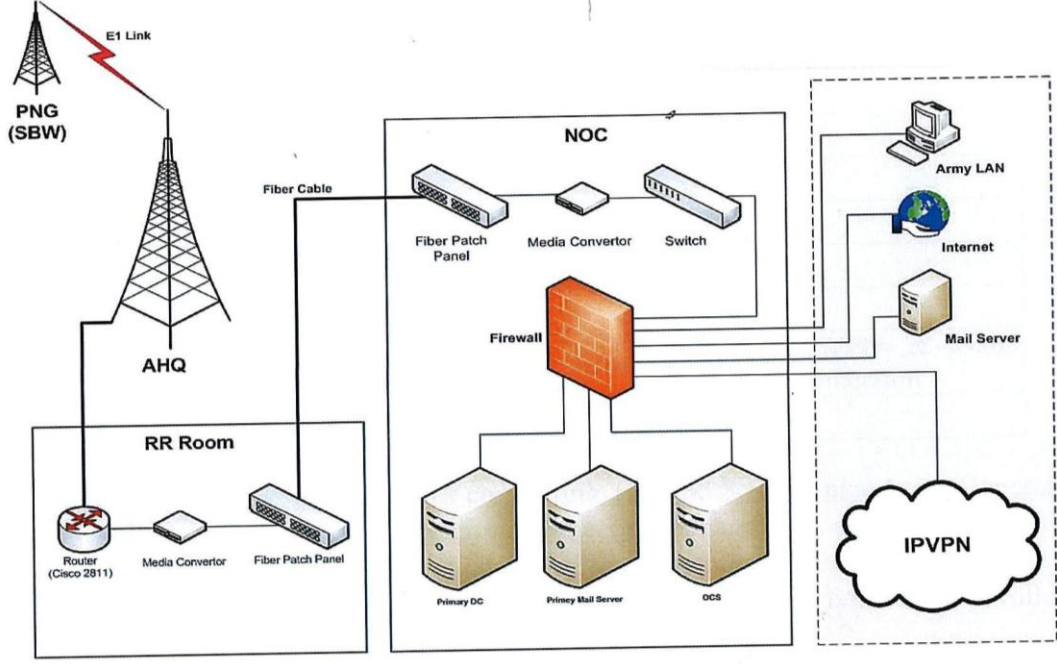 E1 Link
PNG
(SBW)
AHQ
Fiber Cable
NOC
Fiber Patch
Panel
Media Convertor
Switch
Firewall
Primary DC
Primey Mail Server
OCS
RR Room
Router
(Cisco 2811)
Media Convertor
Fiber Patch Panel
Army LAN
Internet
Mail Server
IPVPN